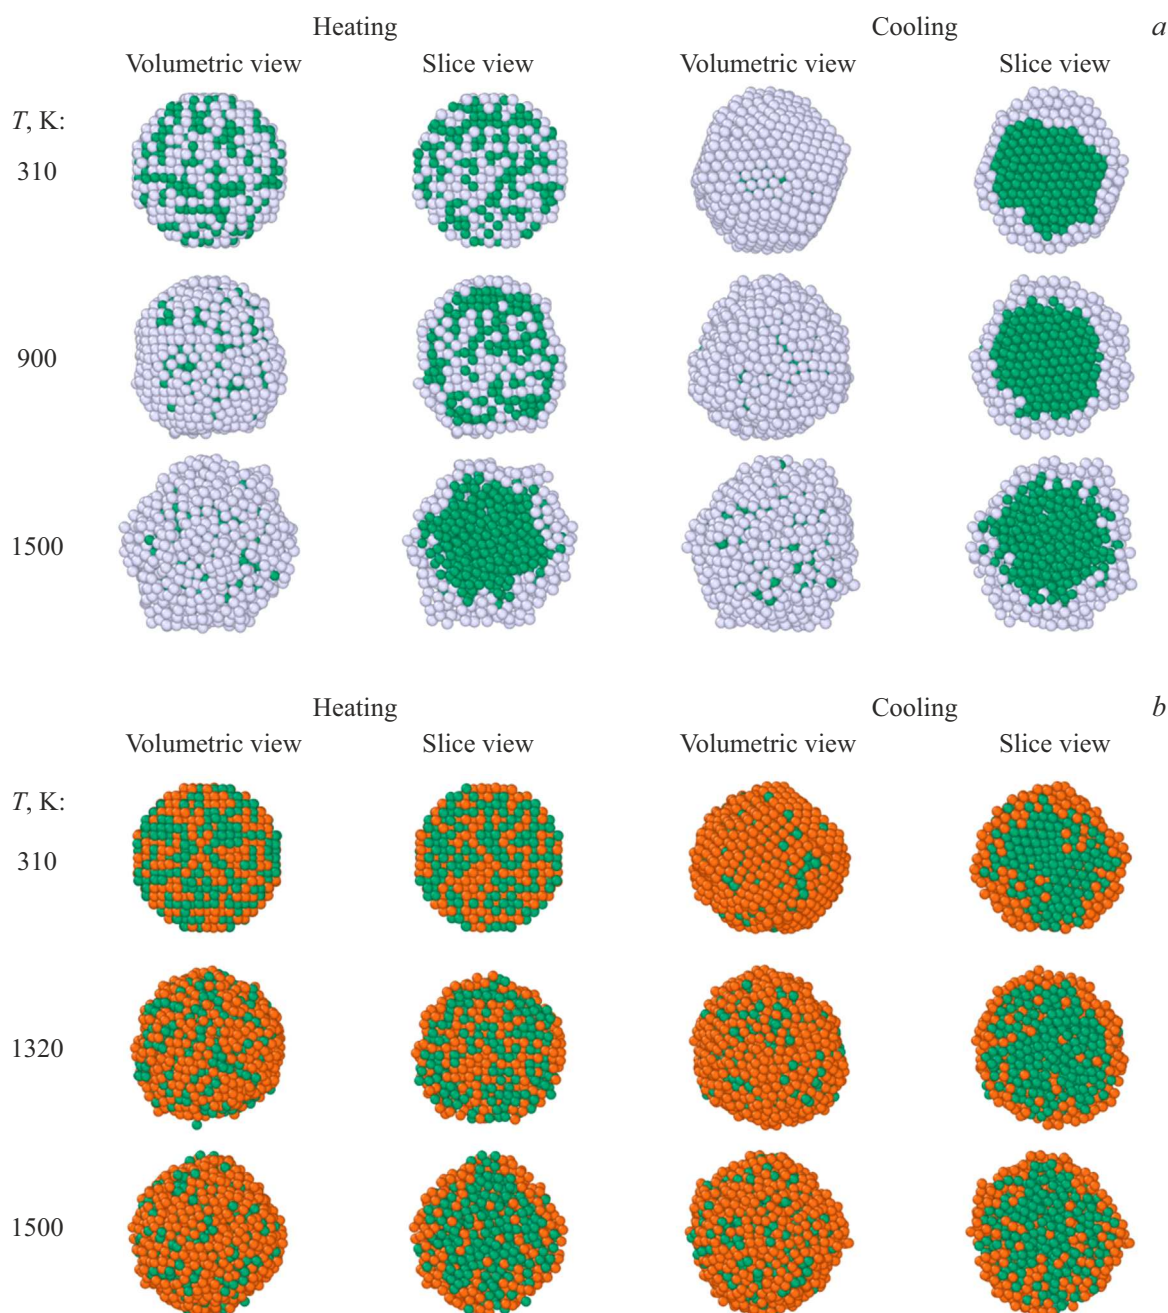 Heating Cooling a
Volumetric view Slice view Volumetric view Slice view
T, K:
310
900
1500
Heating Cooling b
Volumetric view Slice view Volumetric view Slice view
T, K:
310
1320
1500